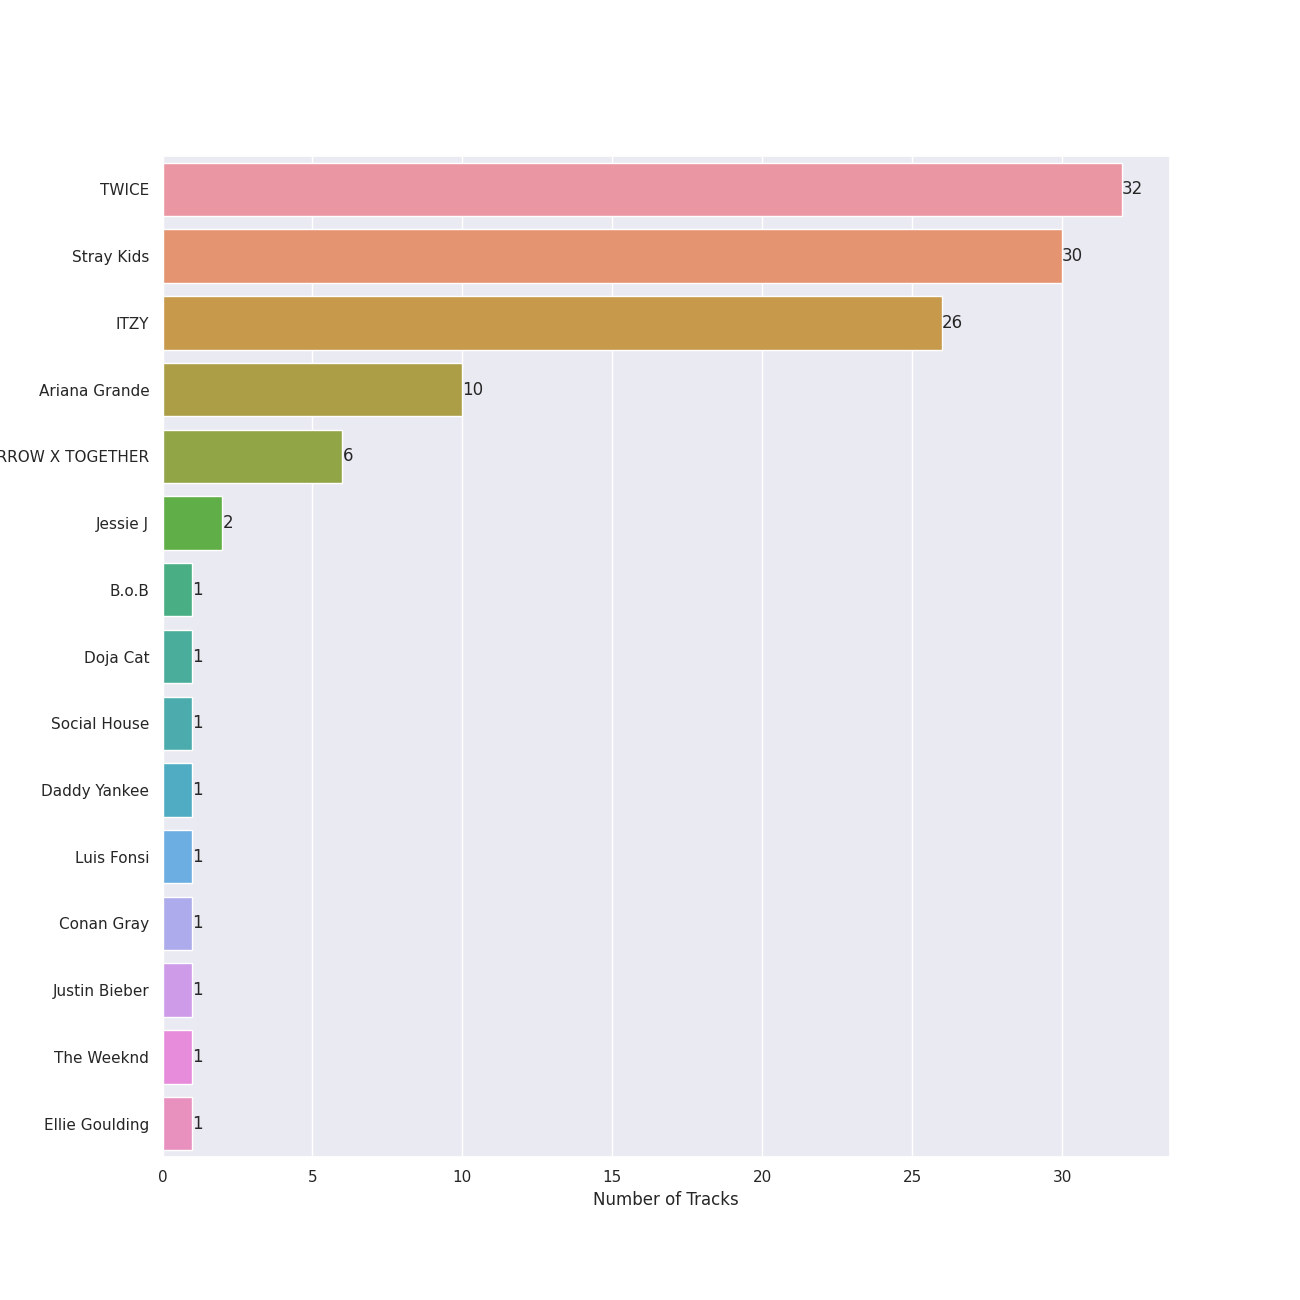 TWICE 32
Stray Kids 30
ITZY 26
Ariana Grande 10
RROW X TOGETHER 6
Jessie J 2
B.o.B 1
Doja Cat 1
Social House 1
Daddy Yankee 1
Luis Fonsi 1
Conan Gray 1
Justin Bieber 1
The Weeknd 1
Ellie Goulding 1
0 5 10 15 20 25 30
Number of Tracks